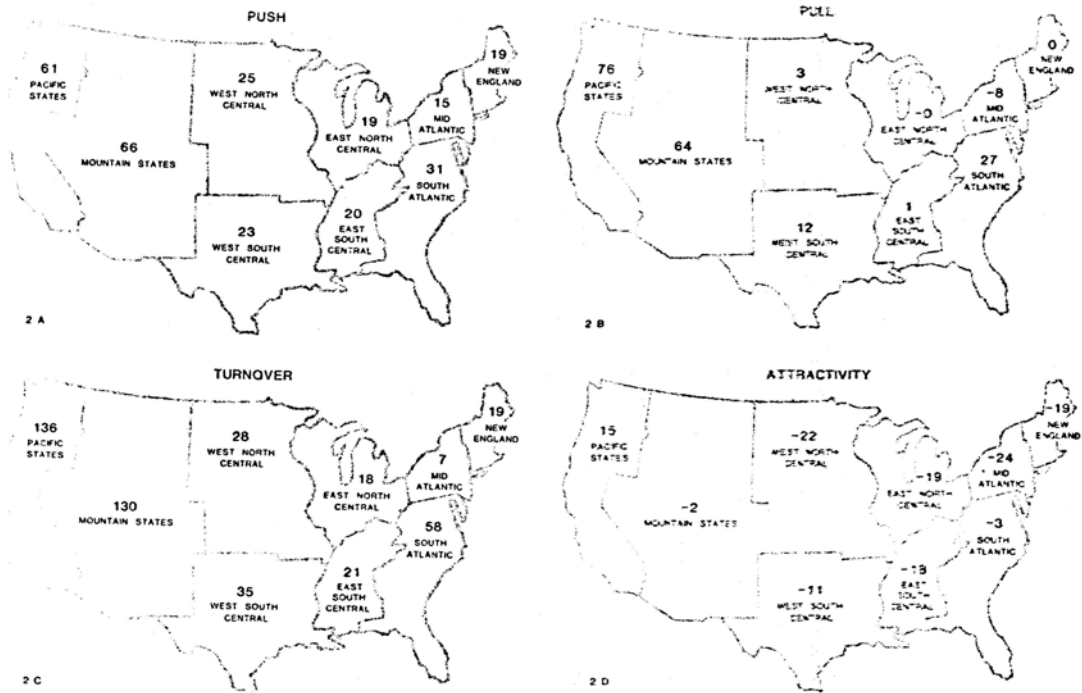 PUSH
61
PACIFIC
STATES
66
MOUNTAIN STATES
25
WEST NORTH
CENTRAL
23
WEST SOUTH
CENTRAL
19
EAST NORTH
CENTRAL
20
EAST
SOUTH
CENTRAL
15
MID
ATLANTIC
31
SOUTH
ATLANTIC
19
NEW
ENGLAND
2 A
PULL
76
PACIFIC
STATES
64
MOUNTAIN STATES
3
WEST NORTH
CENTRAL
12
WEST SOUTH
CENTRAL
-0
EAST NORTH
CENTRAL
1
EAST
SOUTH
CENTRAL
-8
MID
ATLANTIC
27
SOUTH
ATLANTIC
0
NEW
ENGLAND
2 B
TURNOVER
136
PACIFIC
STATES
130
MOUNTAIN STATES
28
WEST NORTH
CENTRAL
35
WEST SOUTH
CENTRAL
18
EAST NORTH
CENTRAL
21
EAST
SOUTH
CENTRAL
7
MID
ATLANTIC
58
SOUTH
ATLANTIC
19
NEW
ENGLAND
2 C
ATTRACTIVITY
15
PACIFIC
STATES
-2
MOUNTAIN STATES
-22
WEST NORTH
CENTRAL
-11
WEST SOUTH
CENTRAL
-19
EAST NORTH
CENTRAL
EAST
SOUTH
CENTRAL
-24
MID
ATLANTIC
-3
SOUTH
ATLANTIC
-19
NEW
ENGLAND
2 D